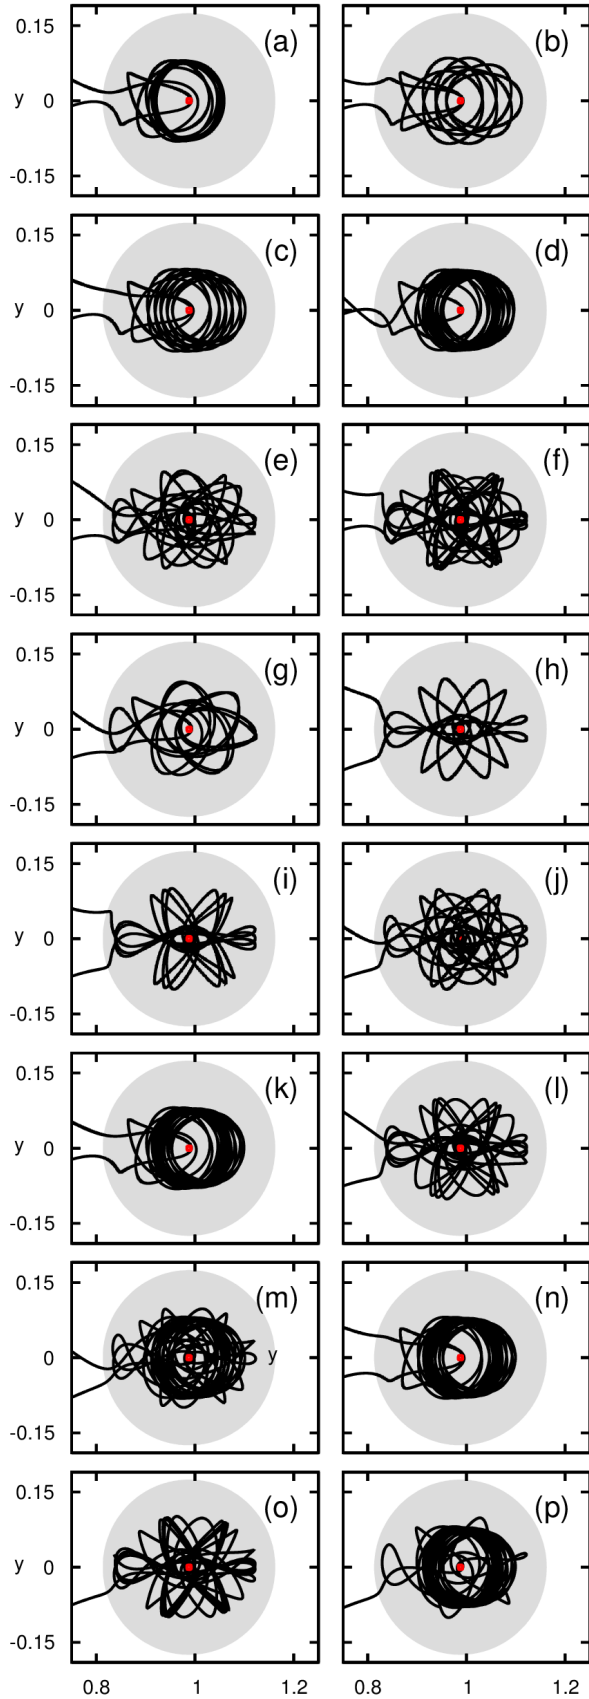 0.15 (a) (b)
y 0
-0.15
0.15 (c) (d)
y 0
-0.15
0.15 (e) (f)
y 0
-0.15
0.15 (g) (h)
y 0
-0.15
0.15 (i) (j)
y 0
-0.15
0.15 (k) (l)
y 0
-0.15
0.15 (m) (n)
y 0 y
-0.15
0.15 (o) (p)
y 0
-0.15
0.8 1 1.2 0.8 1 1.2